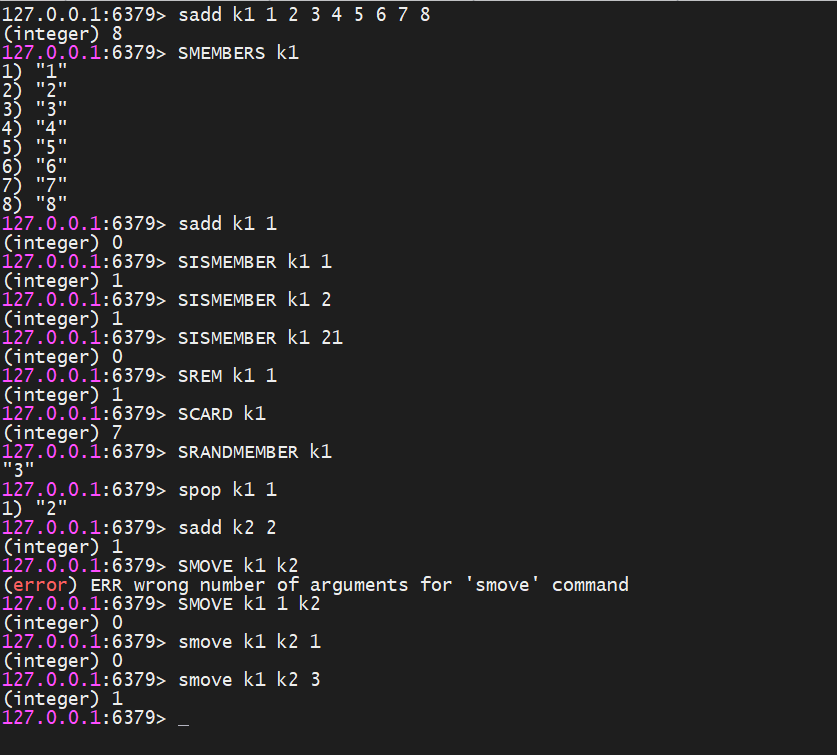 127.0.0.1:6379> sadd k1 1 2 3 4 5 6 7 8
(integer) 8
127.0.0.1:6379> SMEMBERS k1
1) "1"
2) "2"
3) "3"
4) "4"
5) "5"
6) "6"
7) "7"
8) "8"
127.0.0.1:6379> sadd k1 1
(integer) 0
127.0.0.1:6379> SISMEMBER k1 1
(integer) 1
127.0.0.1:6379> SISMEMBER k1 2
(integer) 1
127.0.0.1:6379> SISMEMBER k1 21
(integer) 0
127.0.0.1:6379> SREM k1 1
(integer) 1
127.0.0.1:6379> SCARD k1
(integer) 7
127.0.0.1:6379> SRANDMEMBER k1
"3"
127.0.0.1:6379> spop k1 1
1) "2"
127.0.0.1:6379> sadd k2 2
(integer) 1
127.0.0.1:6379> SMOVE k1 k2
(error) ERR wrong number of arguments for 'smove' command
127.0.0.1:6379> SMOVE k1 1 k2
(integer) 0
127.0.0.1:6379> smove k1 k2 1
(integer) 0
127.0.0.1:6379> smove k1 k2 3
(integer) 1
127.0.0.1:6379> _